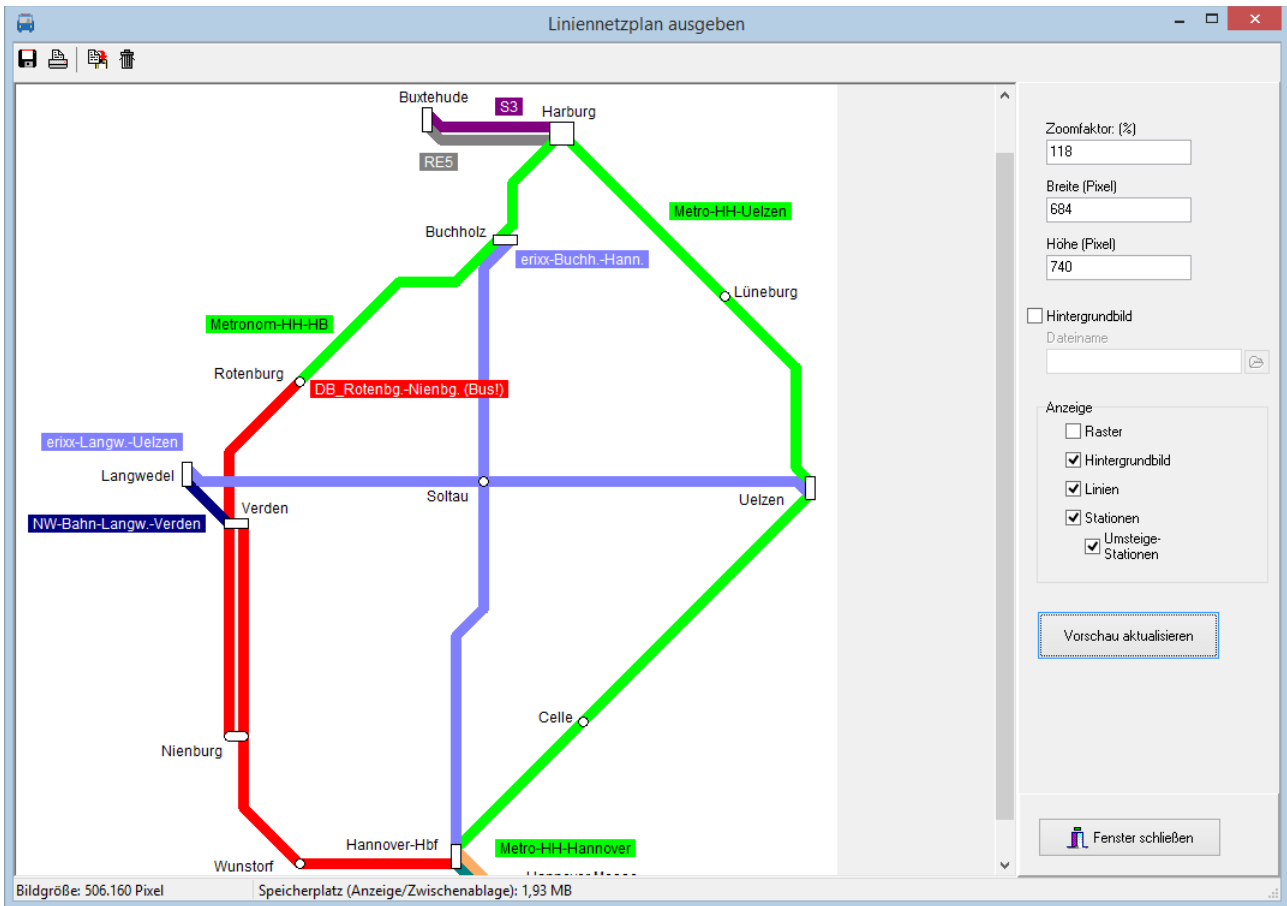 Liniennetzplan ausgeben
Buxtehude
S3
Harburg
RE5
Metro-HH-Uelzen
Buchholz
erixx-Buchh.-Hann.
Lüneburg
Metronom-HH-HB
Rotenburg
DB_Rotenbg.-Nienbg. (Bus!)
erixx-Langw.-Uelzen
Langwedel
Soltau
Uelzen
Verden
NW-Bahn-Langw.-Verden
Celle
Nienburg
Hannover-Hbf
Metro-HH-Hannover
Wunstorf
Zoomfaktor: (%)
118
Breite (Pixel)
684
Höhe (Pixel)
740
Hintergrundbild
Dateiname
Anzeige
Raster
Hintergrundbild
Linien
Stationen
Umsteige-
Stationen
Vorschau aktualisieren
Fenster schließen
Bildgröße: 506.160 Pixel
Speicherplatz (Anzeige/Zwischenablage): 1,93 MB